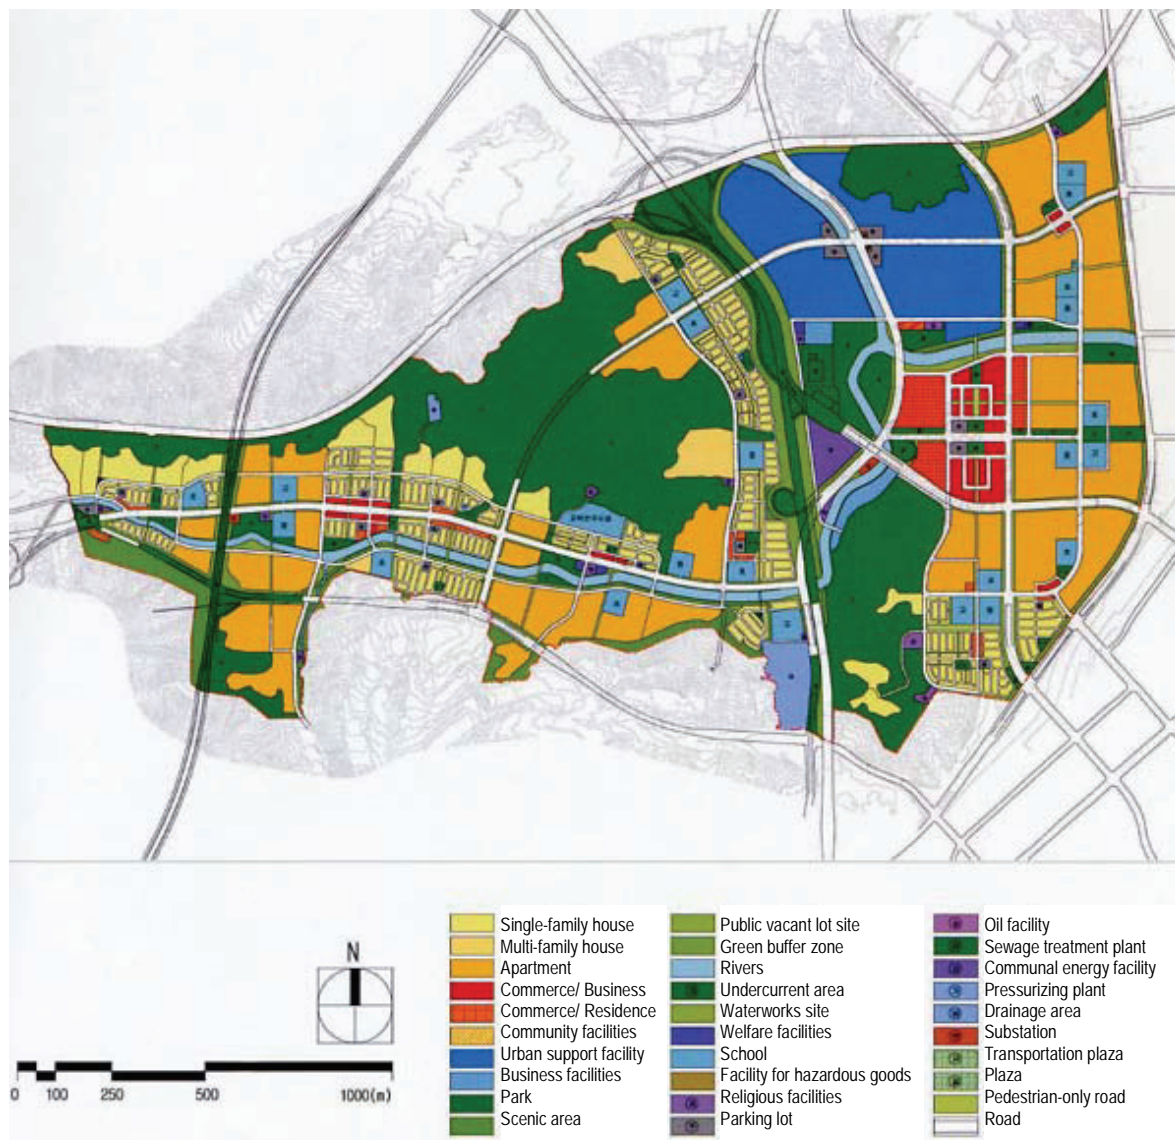 N
0 100 250 500 1000(m)
Single-family house
Multi-family house
Apartment
Commerce/ Business
Commerce/ Residence
Community facilities
Urban support facility
Business facilities
Park
Scenic area
Public vacant lot site
Green buffer zone
Rivers
Undercurrent area
Waterworks site
Welfare facilities
School
Facility for hazardous goods
Religious facilities
Parking lot
Oil facility
Sewage treatment plant
Communal energy facility
Pressurizing plant
Drainage area
Substation
Transportation plaza
Plaza
Pedestrian-only road
Road